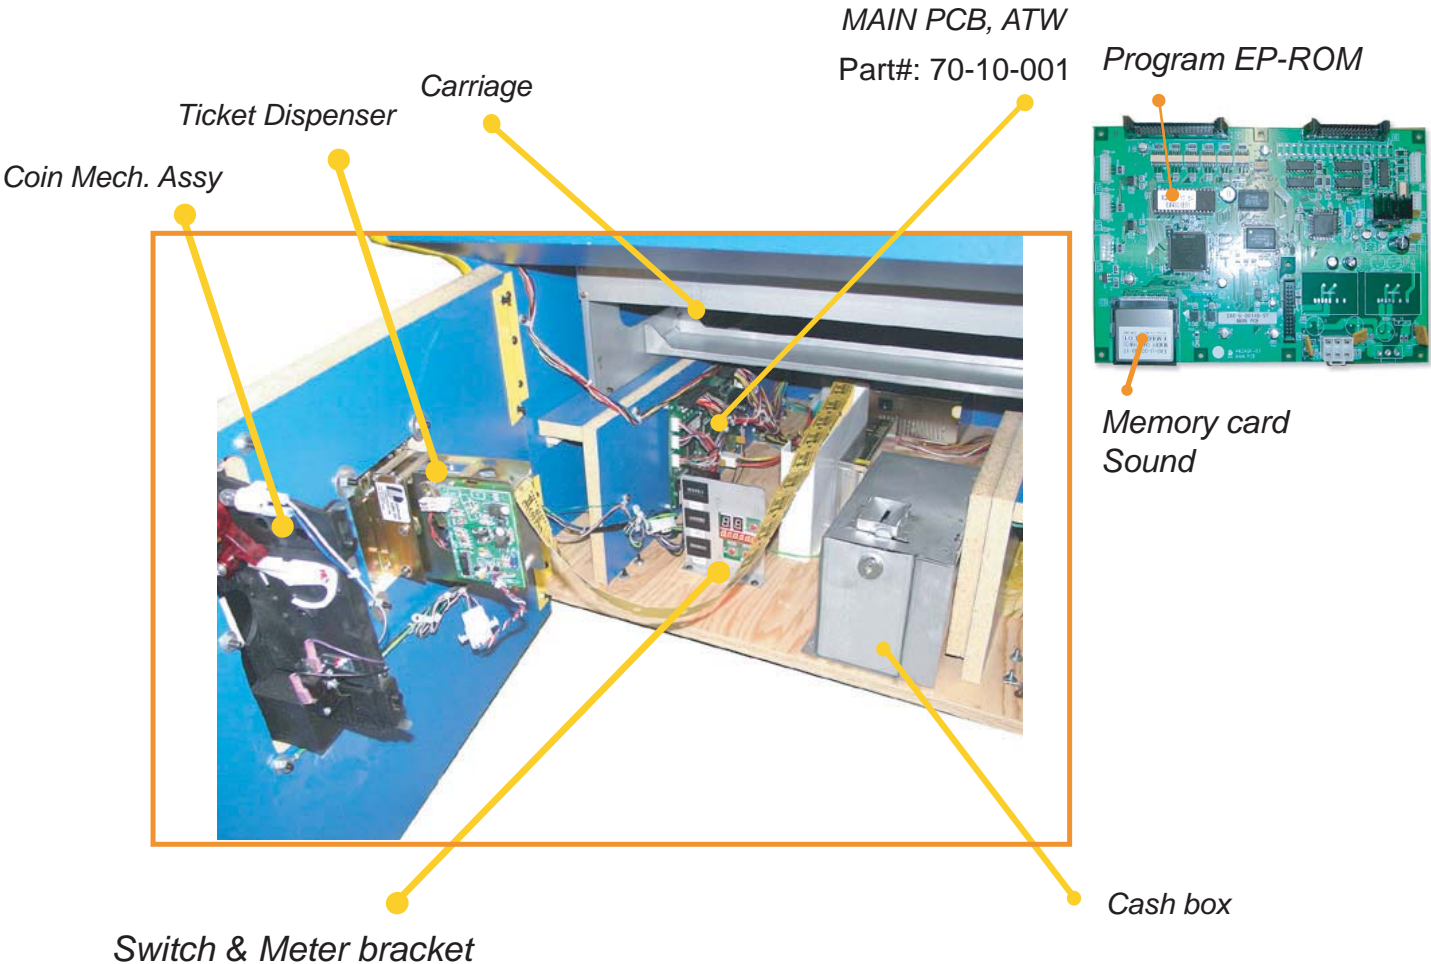 MAIN PCB, ATW
Part#: 70-10-001
Program EP-ROM
Carriage
Ticket Dispenser
Coin Mech. Assy
Memory card
Sound
Cash box
Switch & Meter bracket